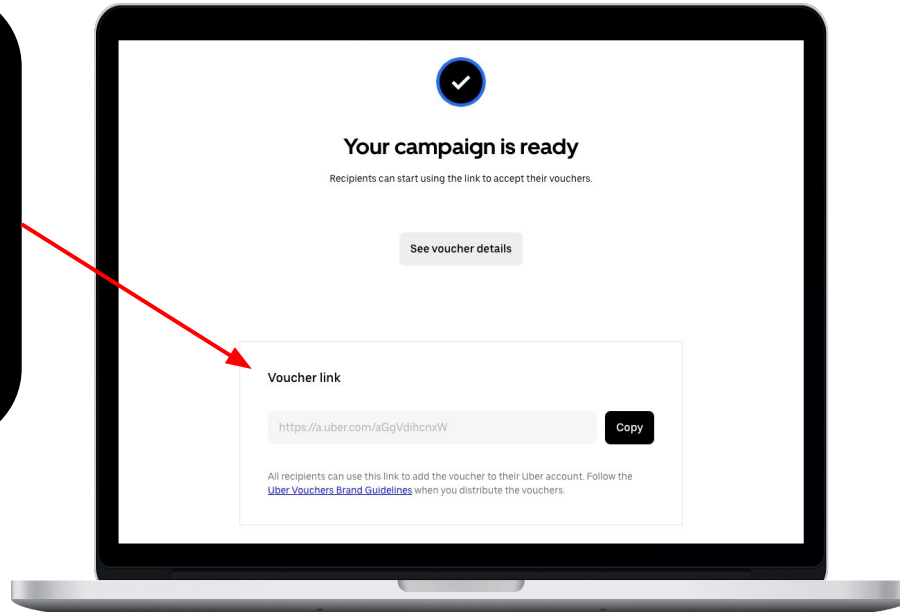 Your campaign is ready
Recipients can start using the link to accept their vouchers.
See voucher details
Voucher link
https://a.uber.com/aGgVdihcnxW
Copy
All recipients can use this link to add the voucher to their Uber account. Follow the
Uber Vouchers Brand Guidelines when you distribute the vouchers.